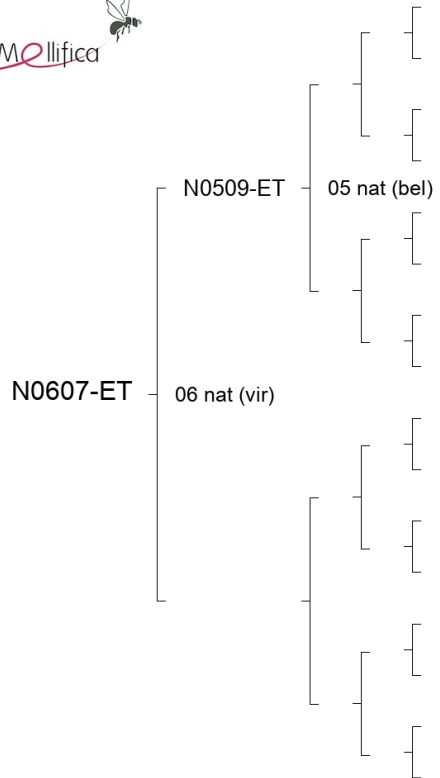 Mellifica
N0509-ET
05 nat (bel)
N0607-ET
06 nat (vir)